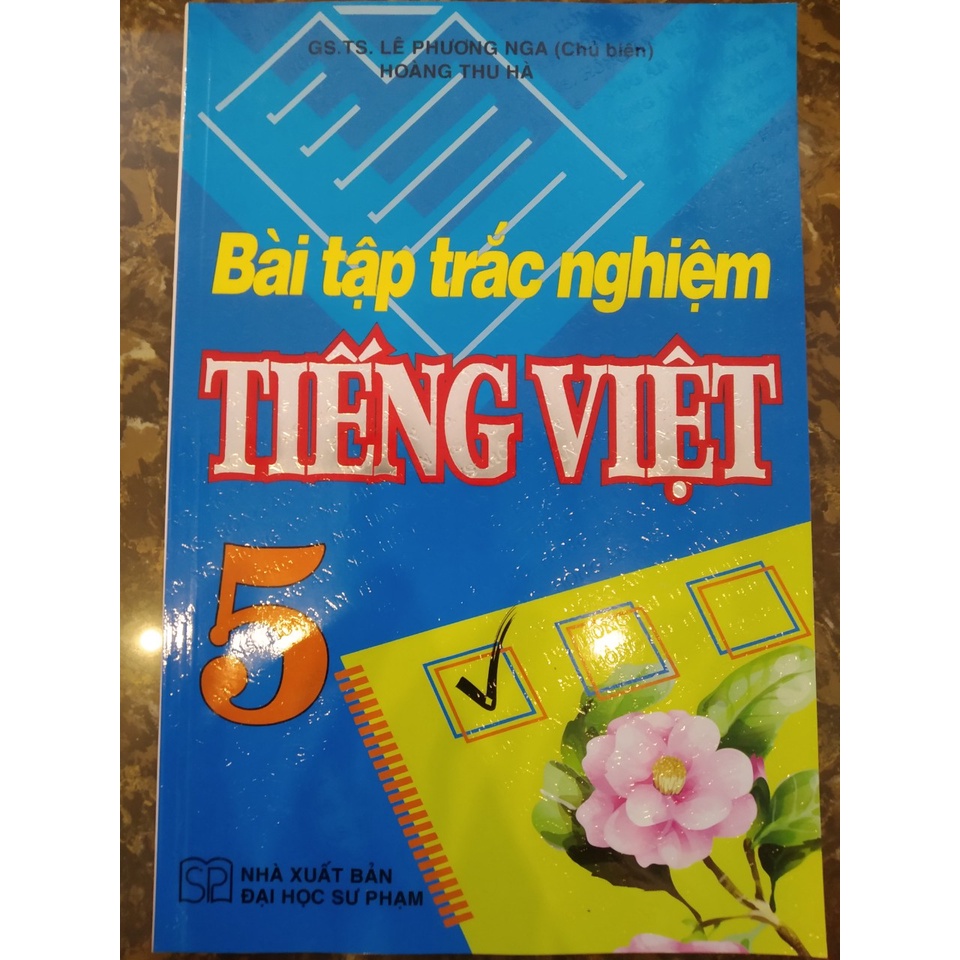 GS.TS. LÊ PHƯƠNG NGA (Chủ biên)
HOÀNG THU HÀ
Bài tập trắc nghiệm
TIẾNG VIỆT
5
SP
NHÀ XUẤT BẢN
ĐẠI HỌC SƯ PHẠM